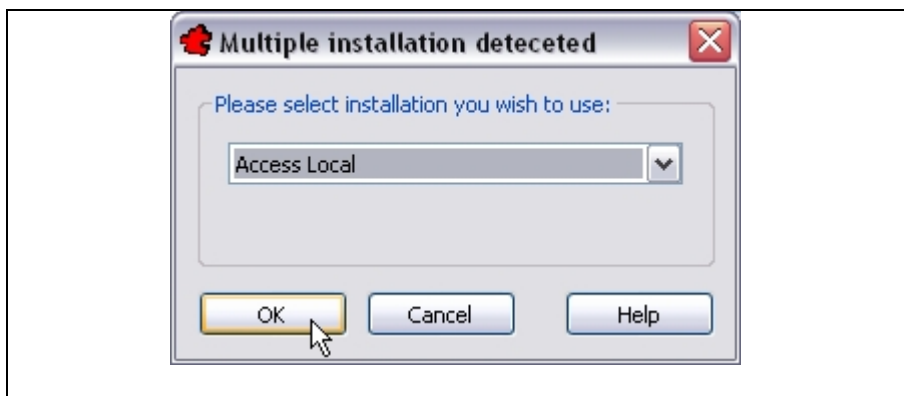 Multiple installation deteceted
Please select installation you wish to use:
Access Local
OK Cancel Help